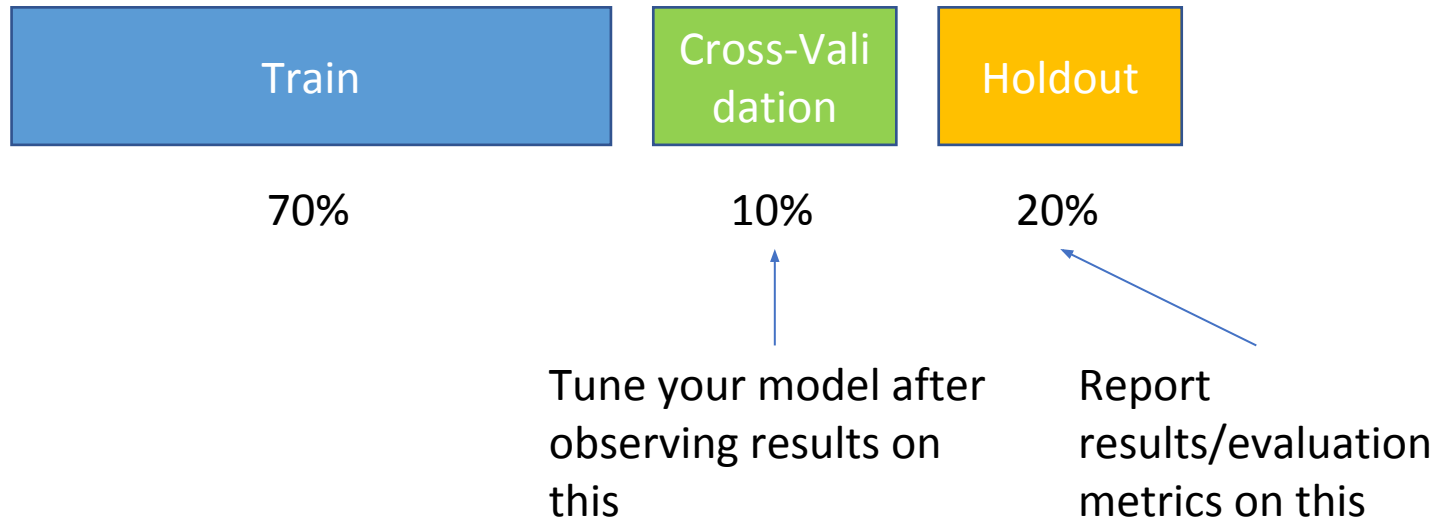 Train
Cross-Vali
dation
Holdout
70%
10%
20%
Tune your model after
observing results on
this
Report
results/evaluation
metrics on this